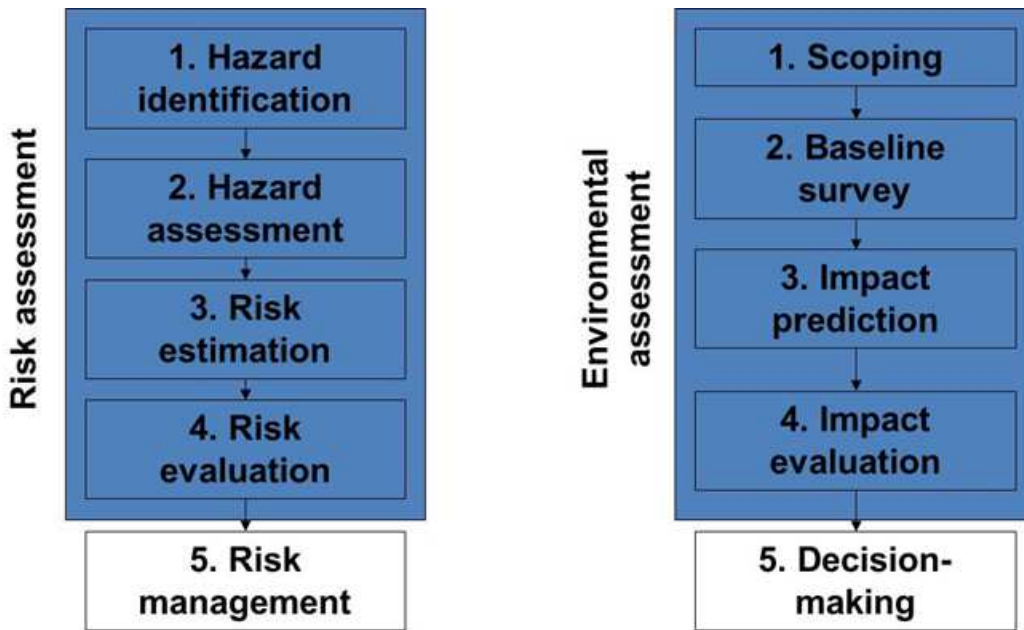 Risk assessment
1. Hazard
identification
2. Hazard
assessment
3. Risk
estimation
4. Risk
evaluation
5. Risk
management
Environmental
assessment
1. Scoping
2. Baseline
survey
3. Impact
prediction
4. Impact
evaluation
5. Decision-
making